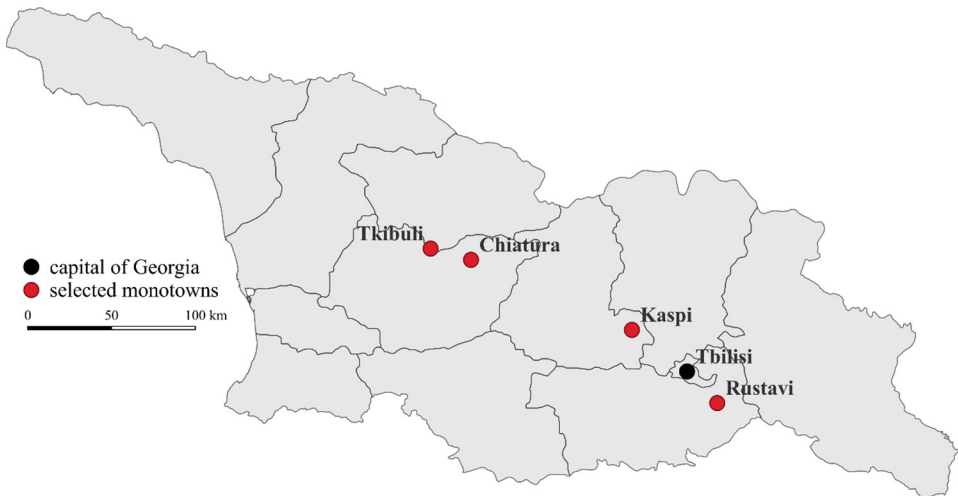 Tkibuli
Chiatura
capital of Georgia
selected monotowns
0 50 100 km
Kaspi
Tbilisi
Rustavi